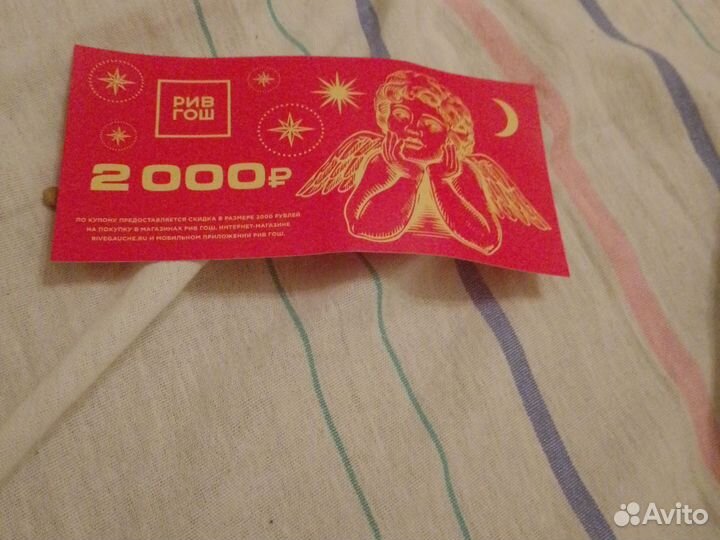 РИВ
ГОШ
2 000₽
ПО КУПОНУ ПРЕДОСТАВЛЯЕТСЯ СКИДКА В РАЗМЕРЕ 2000 РУБЛЕЙ
НА ПОКУПКУ В МАГАЗИНАХ РИВ ГОШ, ИНТЕРНЕТ-МАГАЗИНЕ
RIVEGAUCHE.RU И МОБИЛЬНОМ ПРИЛОЖЕНИИ РИВ ГОШ.
Avito